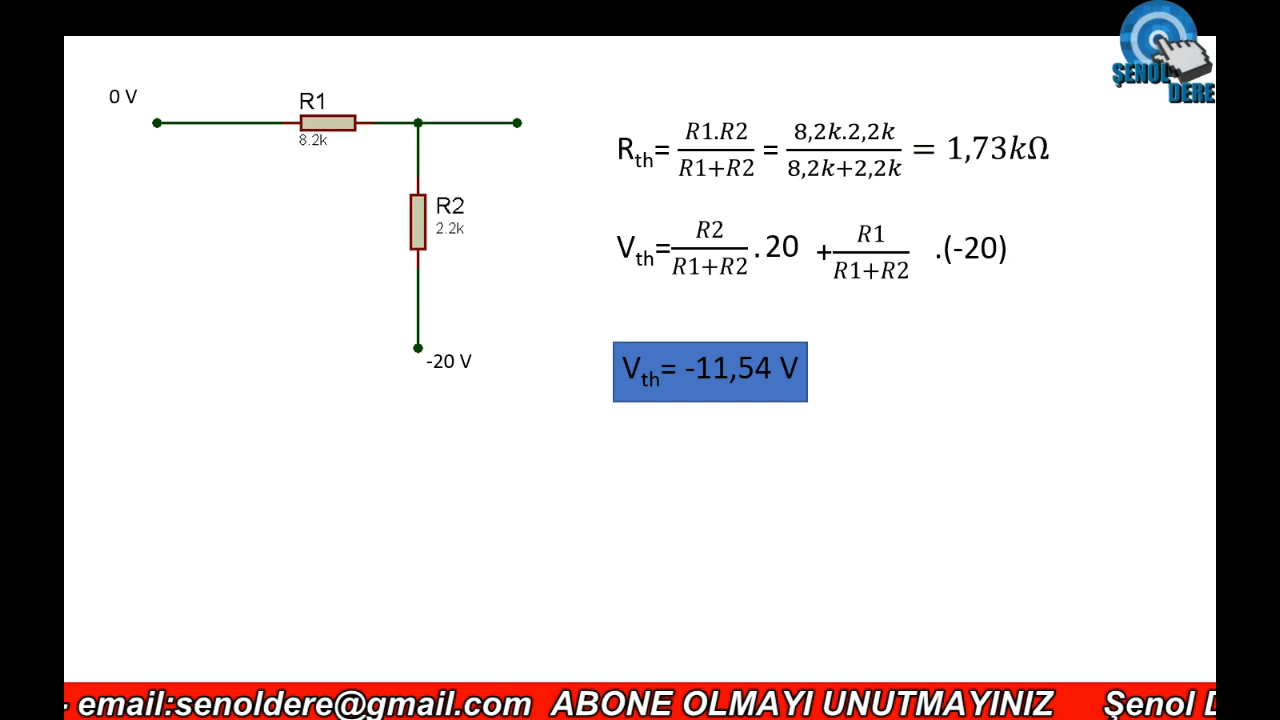 ŞENOL
DERE
0 V
R1
8.2k
R2
2.2k
-20 V
Rth= R1.R2/R1+R2 = 8,2k.2,2k/8,2k+2,2k = 1,73kΩ
Vth= R2/R1+R2 .20 + R1/R1+R2 .(-20)
Vth= -11,54 V
- email:senoldere@gmail.com ABONE OLMAYI UNUTMAYINIZ Şenol D